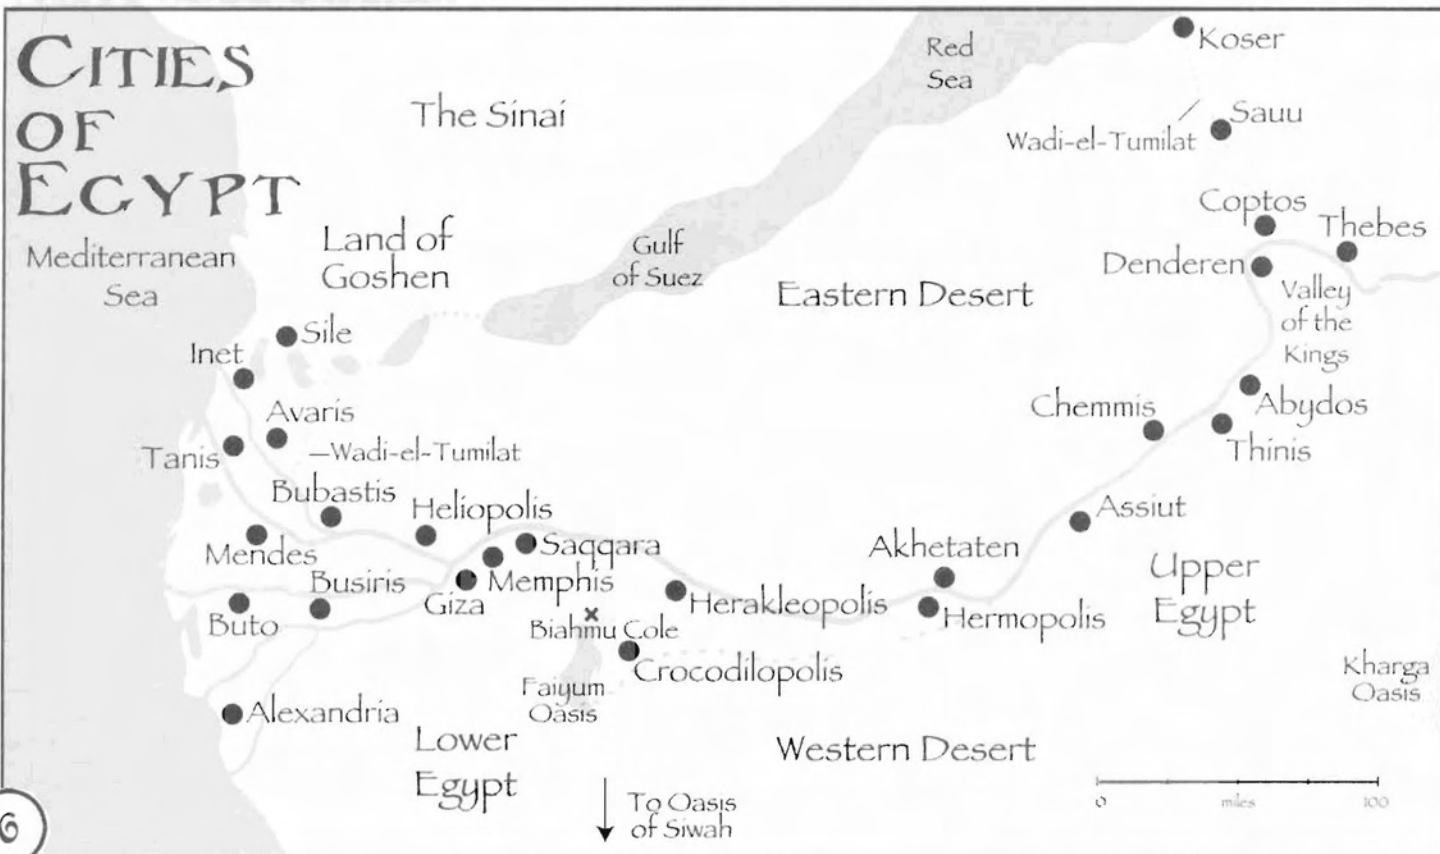 CITIES
OF
EGYPT
Koser
Red
Sea
The Sinai
Sauu
Wadi-el-Tumilat
Coptos
Thebes
Land of
Goshen
Mediterranean
Sea
Gulf
of Suez
Denderen
Eastern Desert
Valley
of the
Kings
Sile
Inet
Avaris
Chemmis
Abydos
Tanis
—Wadi-el-Tumilat
Thinis
Bubastis
Heliopolis
Assiut
Mendes
Saqqara
Akhetaten
Busiris
Memphis
Upper
Egypt
Giza
Herakleopolis
Hermopolis
Buto
Biahmu Cole
Crocodilopolis
Kharga
Oasis
Faiyum
Oasis
Alexandria
Lower
Egypt
Western Desert
To Oasis
of Siwah
0 miles 100
6